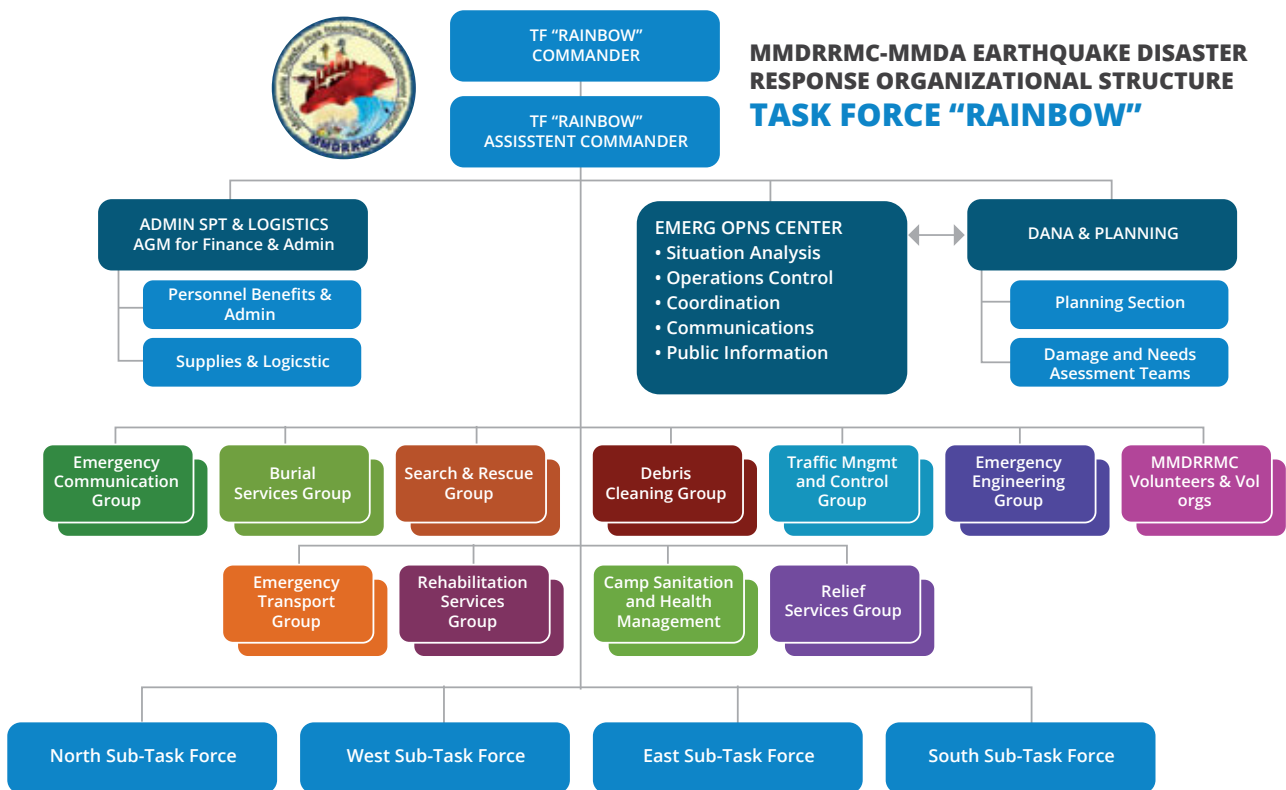 TF “RAINBOW”
COMMANDER
MMDRRMC-MMDA EARTHQUAKE DISASTER
RESPONSE ORGANIZATIONAL STRUCTURE
TASK FORCE “RAINBOW”
TF “RAINBOW”
ASSISSTENT COMMANDER
MMDRRMC
ADMIN SPT & LOGISTICS
AGM for Finance & Admin
Personnel Benefits &
Admin
Supplies & Logicstic
EMERG OPNS CENTER
• Situation Analysis
• Operations Control
• Coordination
• Communications
• Public Information
DANA & PLANNING
Planning Section
Damage and Needs
Asessment Teams
Emergency
Communication
Group
Burial
Services Group
Search & Rescue
Group
Debris
Cleaning Group
Traffic Mngmt
and Control
Group
Emergency
Engineering
Group
MMDRRMC
Volunteers & Vol
orgs
Emergency
Transport
Group
Rehabilitation
Services
Group
Camp Sanitation
and Health
Management
Relief
Services Group
North Sub-Task Force
West Sub-Task Force
East Sub-Task Force
South Sub-Task Force